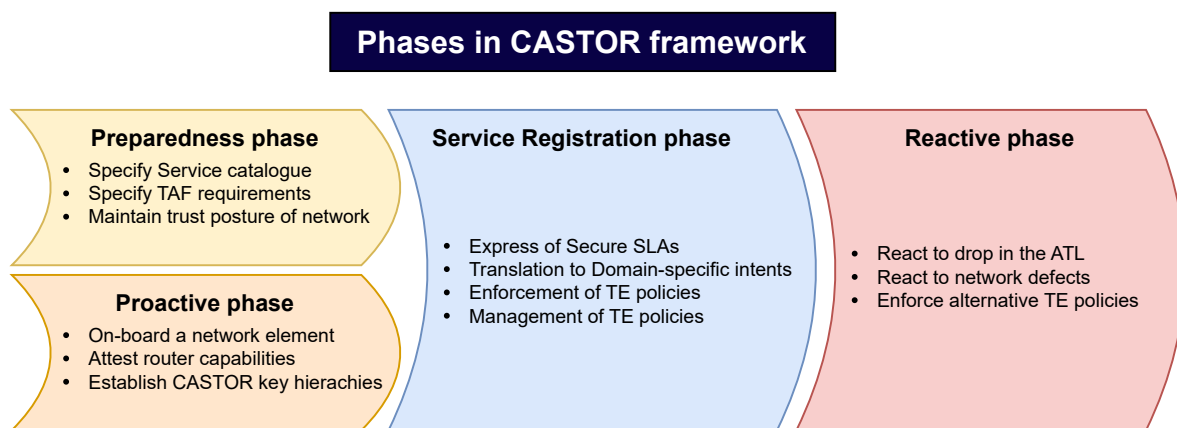 Phases in CASTOR framework
Preparedness phase
• Specify Service catalogue
• Specify TAF requirements
• Maintain trust posture of network
Proactive phase
• On-board a network element
• Attest router capabilities
• Establish CASTOR key hierachies
Service Registration phase
• Express of Secure SLAs
• Translation to Domain-specific intents
• Enforcement of TE policies
• Management of TE policies
Reactive phase
• React to drop in the ATL
• React to network defects
• Enforce alternative TE policies